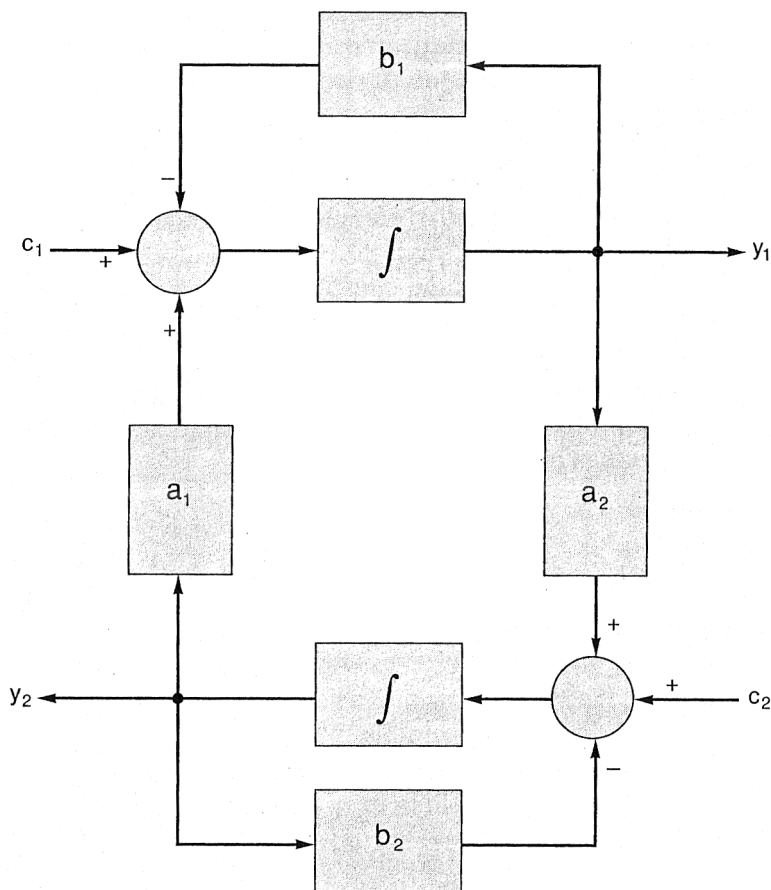 b₁
−
c₁
+
∫
y₁
+
a₁
a₂
+
y₂
∫
+
c₂
−
b₂